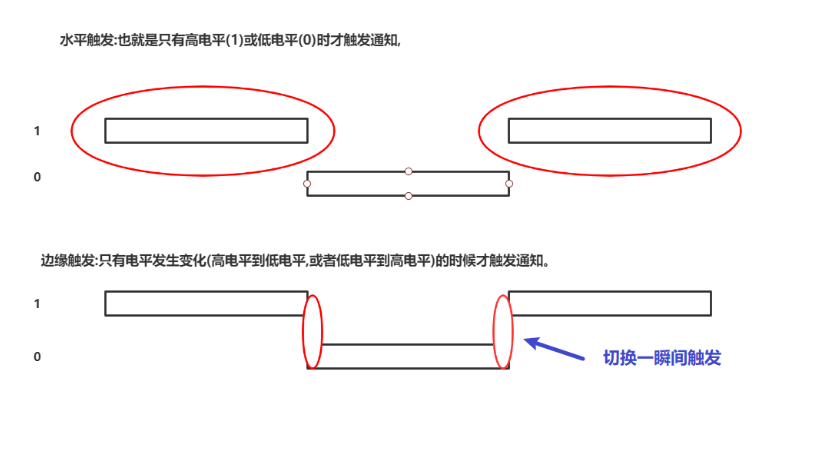 水平触发:也就是只有高电平(1)或低电平(0)时才触发通知,
1
0
边缘触发:只有电平发生变化(高电平到低电平,或者低电平到高电平)的时候才触发通知。
1
0
切换一瞬间触发